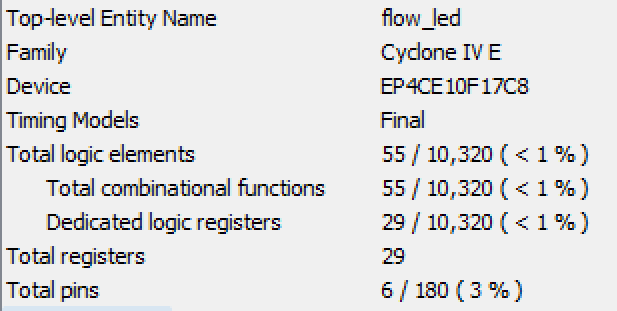 Top-level Entity Name flow_led
Family Cyclone IV E
Device EP4CE10F17C8
Timing Models Final
Total logic elements 55 / 10,320 ( < 1 % )
Total combinational functions 55 / 10,320 ( < 1 % )
Dedicated logic registers 29 / 10,320 ( < 1 % )
Total registers 29
Total pins 6 / 180 ( 3 % )